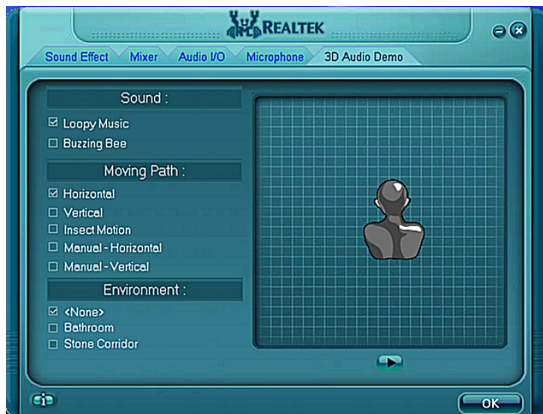 REALTEK
Sound Effect Mixer Audio I/O Microphone 3D Audio Demo
Sound :
Loopy Music
Buzzing Bee
Moving Path :
Horizontal
Vertical
Insect Motion
Manual - Horizontal
Manual - Vertical
Environment :
<None>
Bathroom
Stone Corridor
i
OK